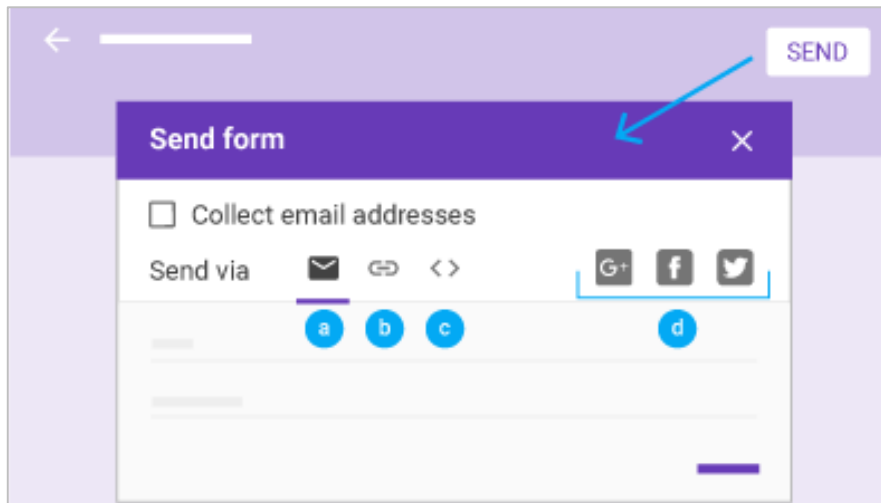 SEND
Send form
Collect email addresses
Send via G+ f
a b c d